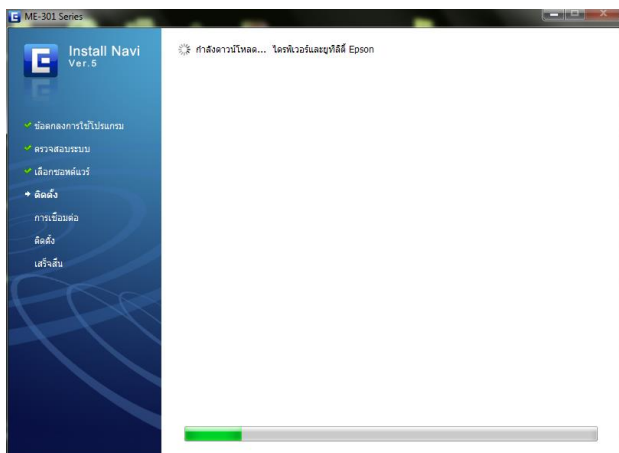 ME-301 Series
Install Navi
Ver.5
กำลังดาวน์โหลด... ไดรฟ์เวอร์และยูทิลิตี้ Epson
ข้อตกลงการใช้โปรแกรม
ตรวจสอบระบบ
เลือกซอฟต์แวร์
ติดตั้ง
การเชื่อมต่อ
ติดตั้ง
เสร็จสิ้น